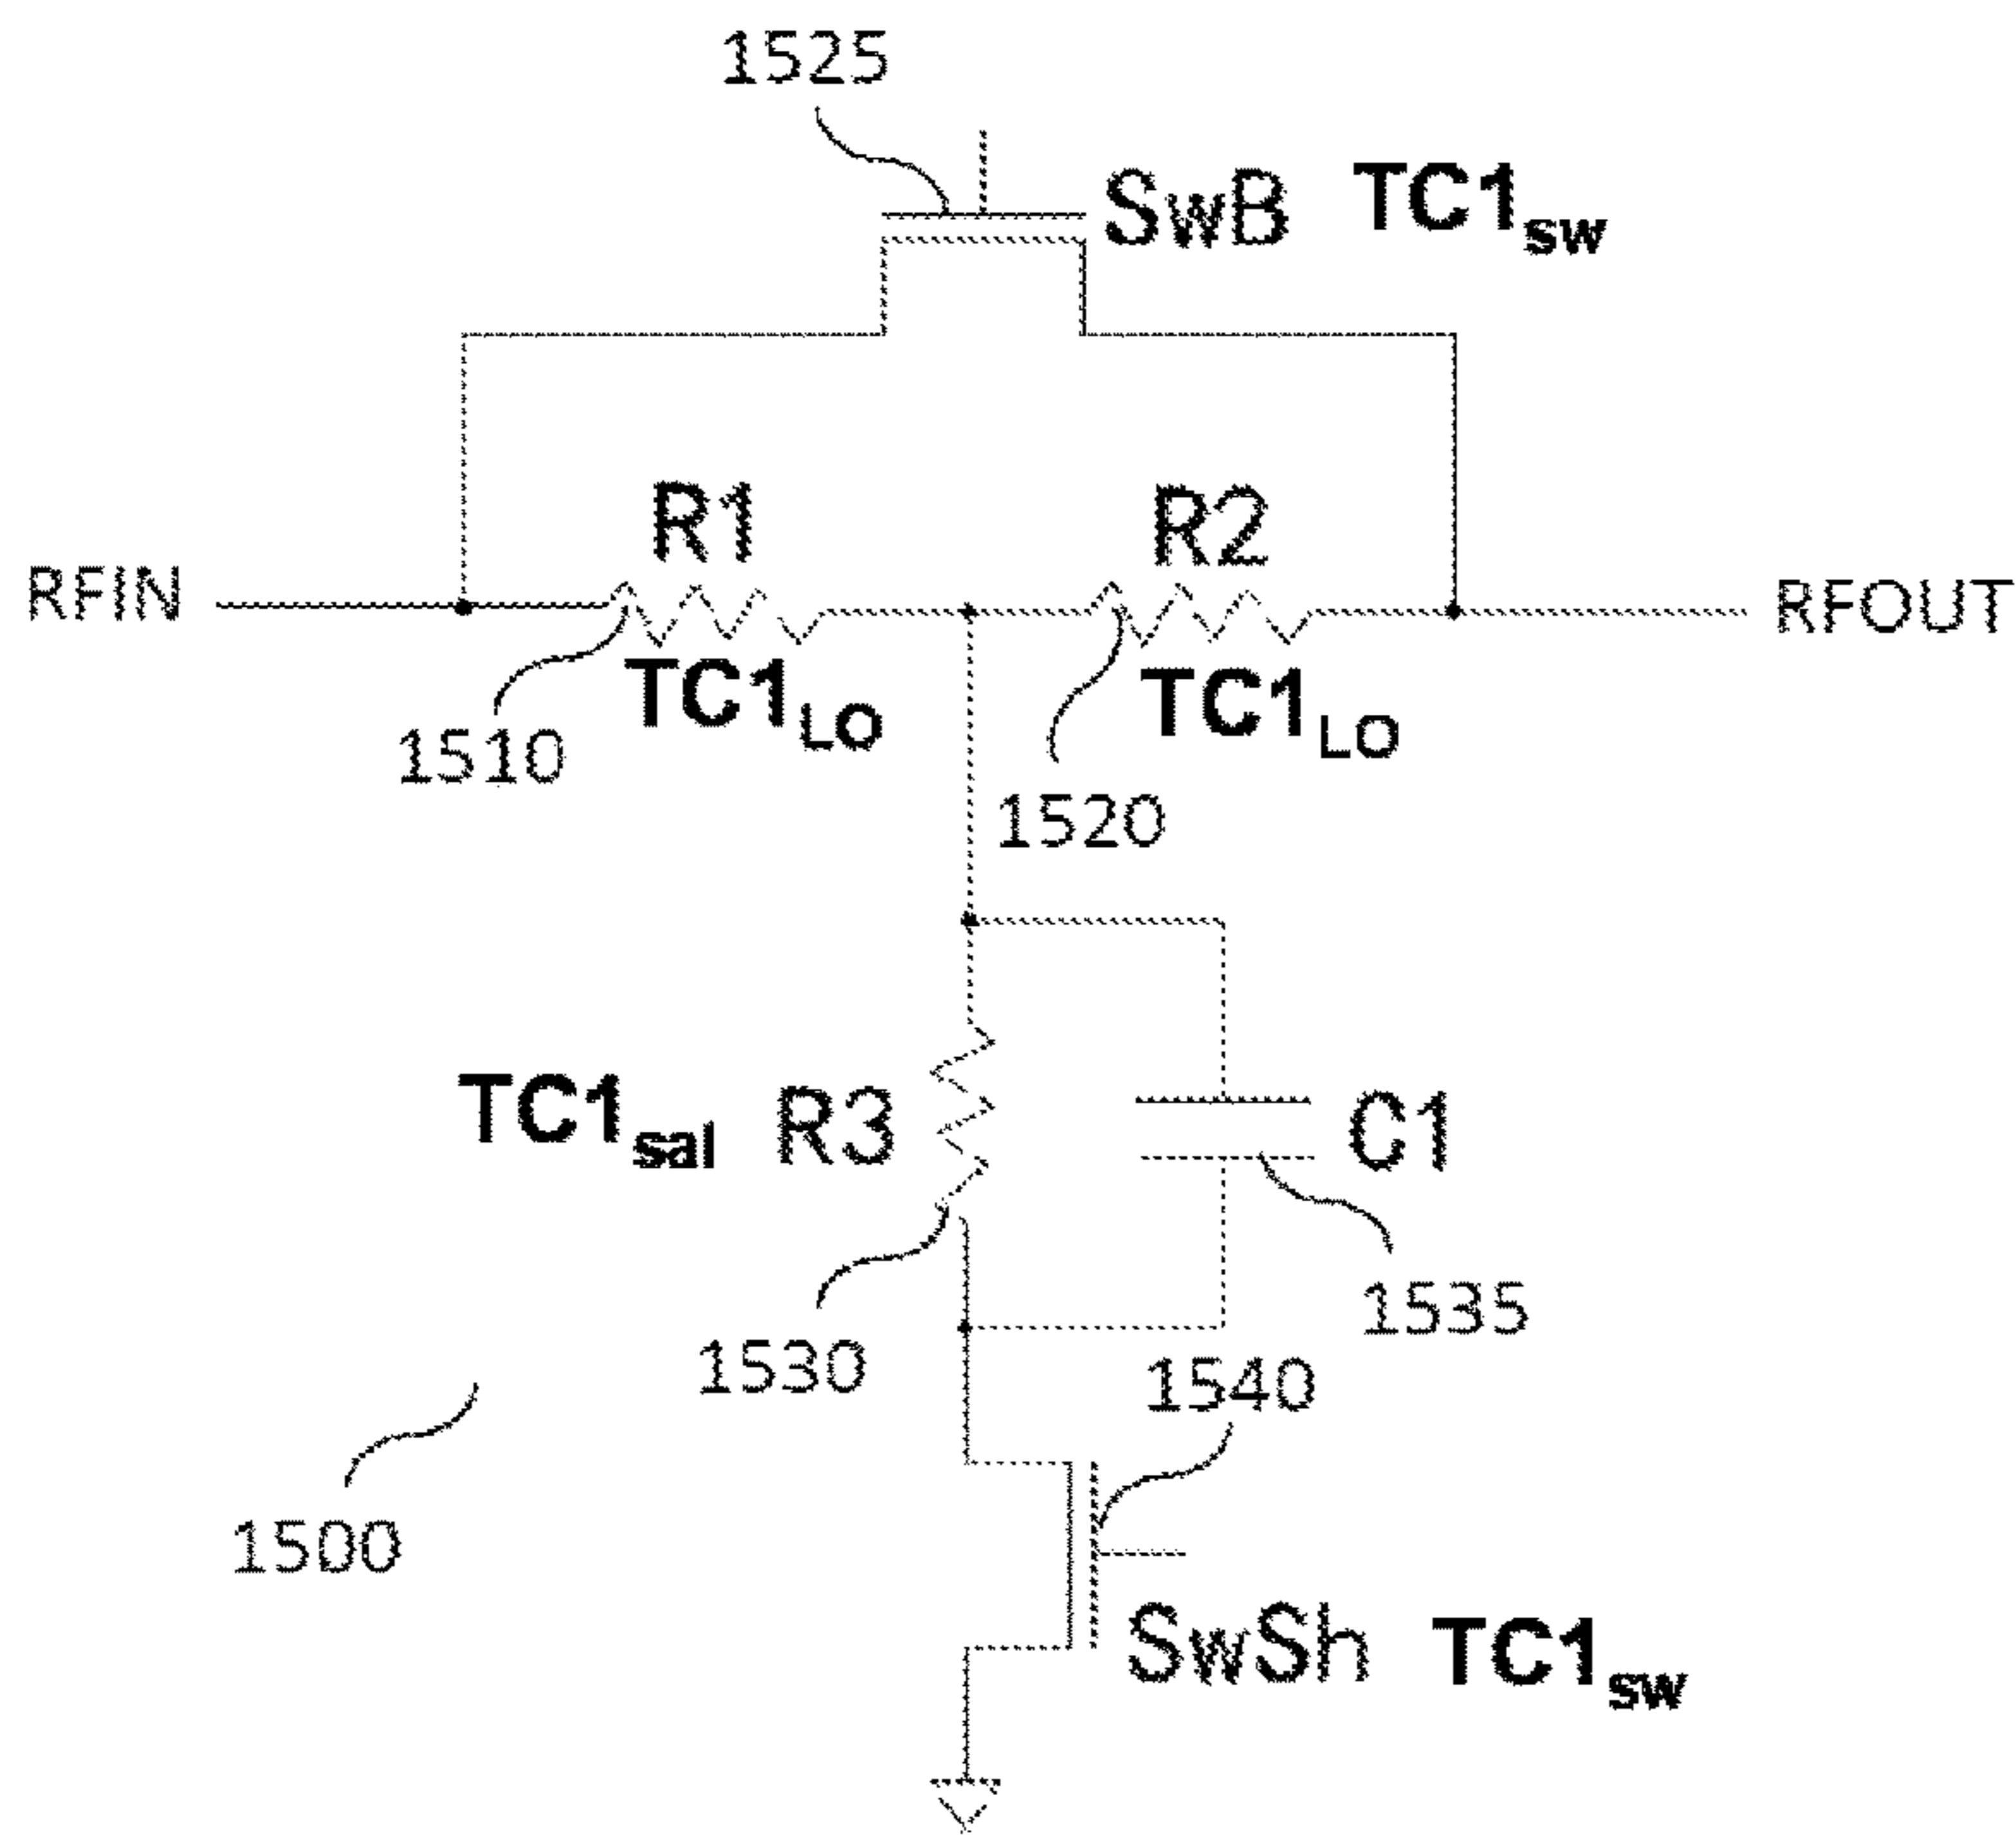 1525
SwB TC1sw
R1
R2
RFIN
RFOUT
TC1LO
TC1LO
1510
1520
TC1sal R3
C1
1535
1530
1540
1500
SwSh TC1sw